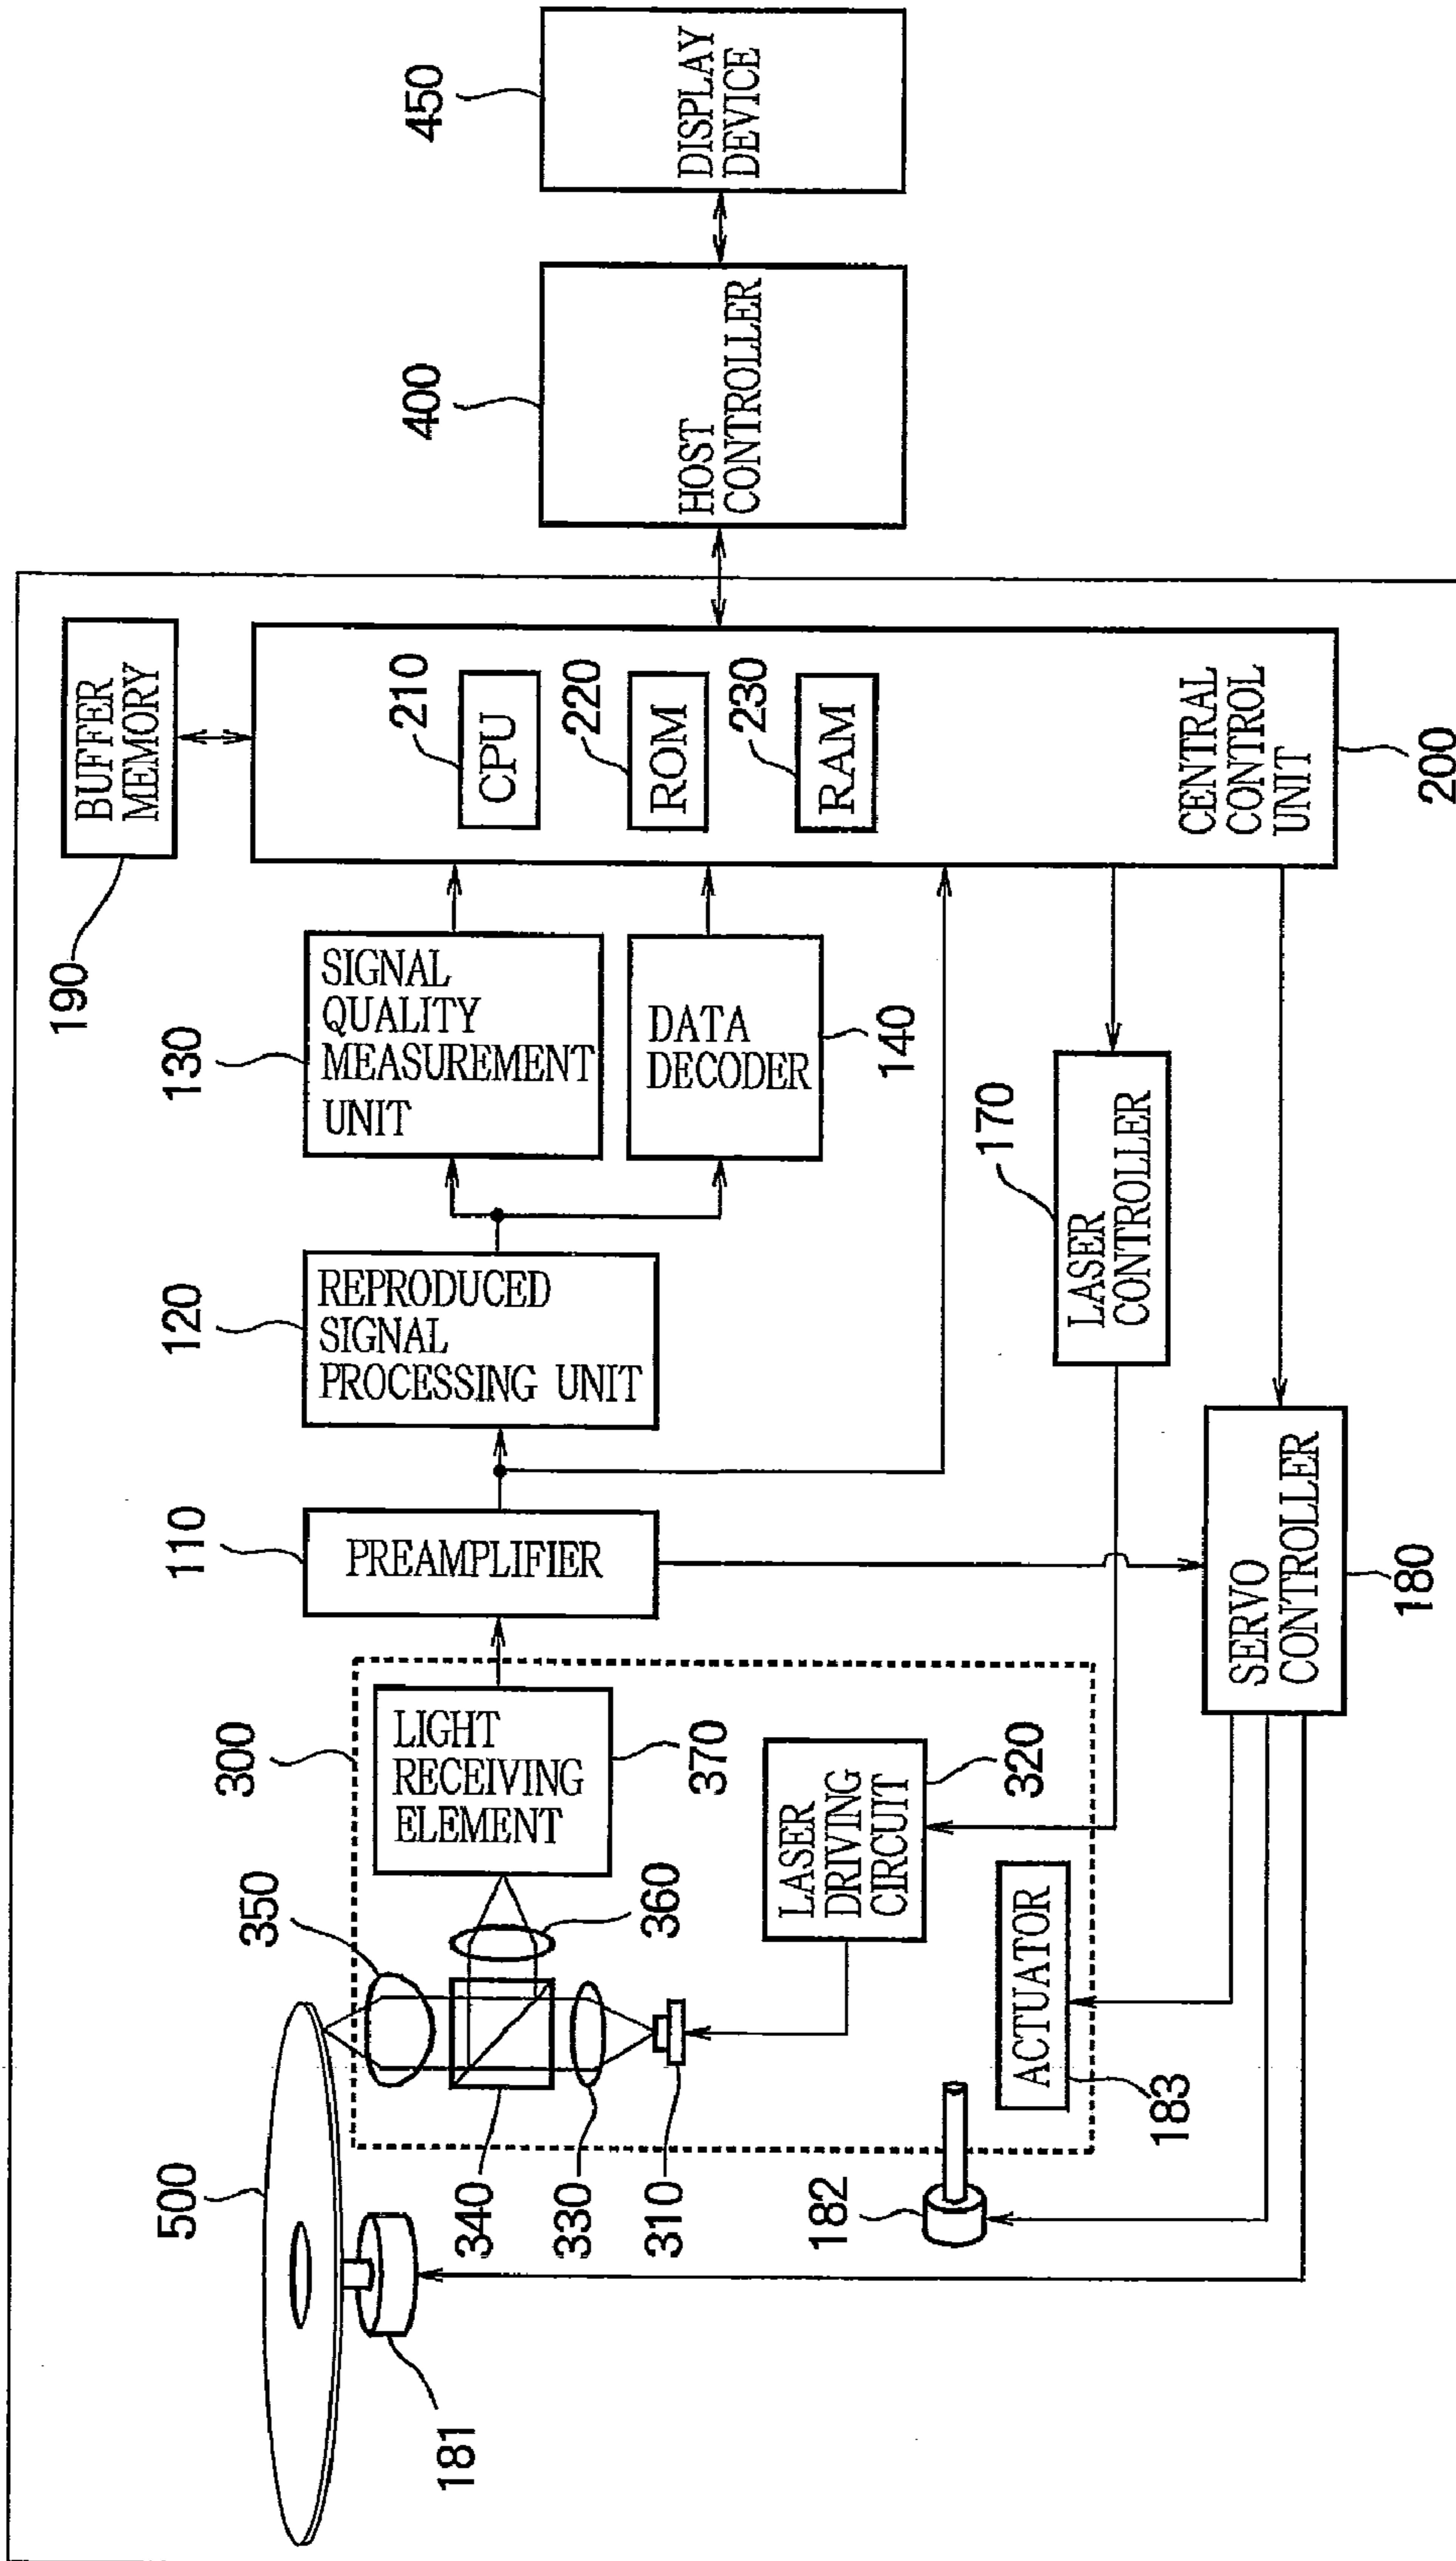 500
350
300
110
120
130
190
BUFFER
MEMORY
400
450
LIGHT
RECEIVING
ELEMENT
PREAMPLIFIER
REPRODUCED
SIGNAL
PROCESSING UNIT
SIGNAL
QUALITY
MEASUREMENT
UNIT
210
CPU
HOST
CONTROLLER
DISPLAY
DEVICE
181
340
330
310
360
370
DATA
DECODER
140
220
ROM
230
RAM
182
LASER
DRIVING
CIRCUIT
320
170
LASER
CONTROLLER
ACTUATOR
183
SERVO
CONTROLLER
180
CENTRAL
CONTROL
UNIT
200